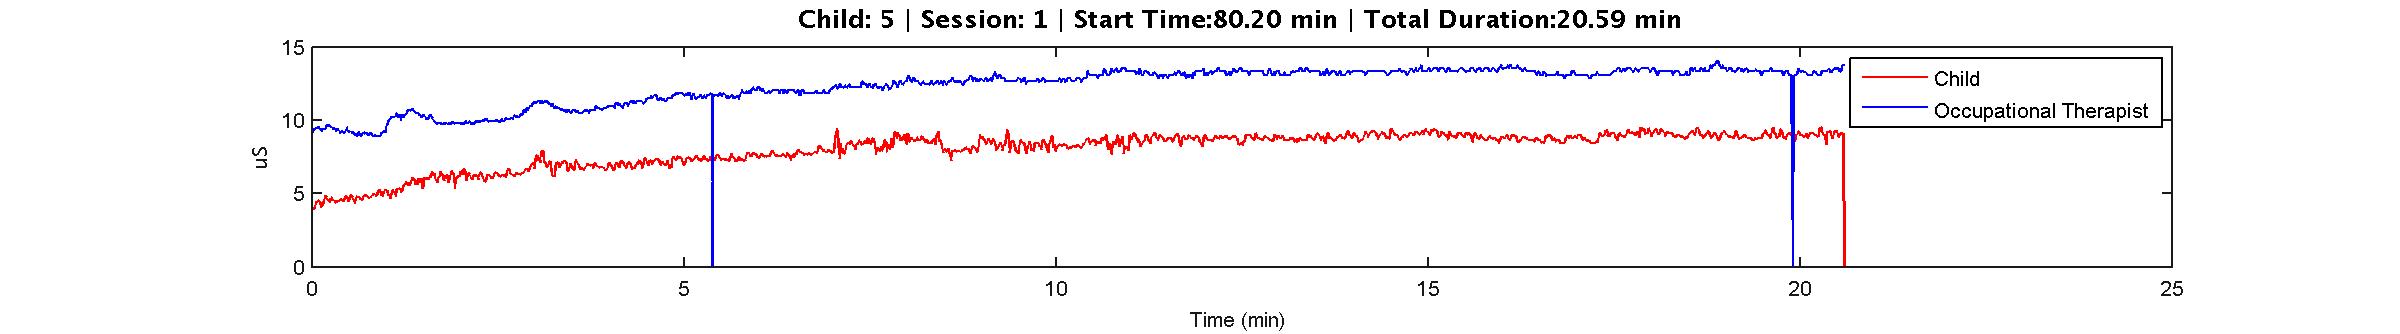 Child: 5 | Session: 1 | Start Time:80.20 min | Total Duration:20.59 min
15
10
5
0
uS
Child
Occupational Therapist
0 5 10 15 20 25
Time (min)